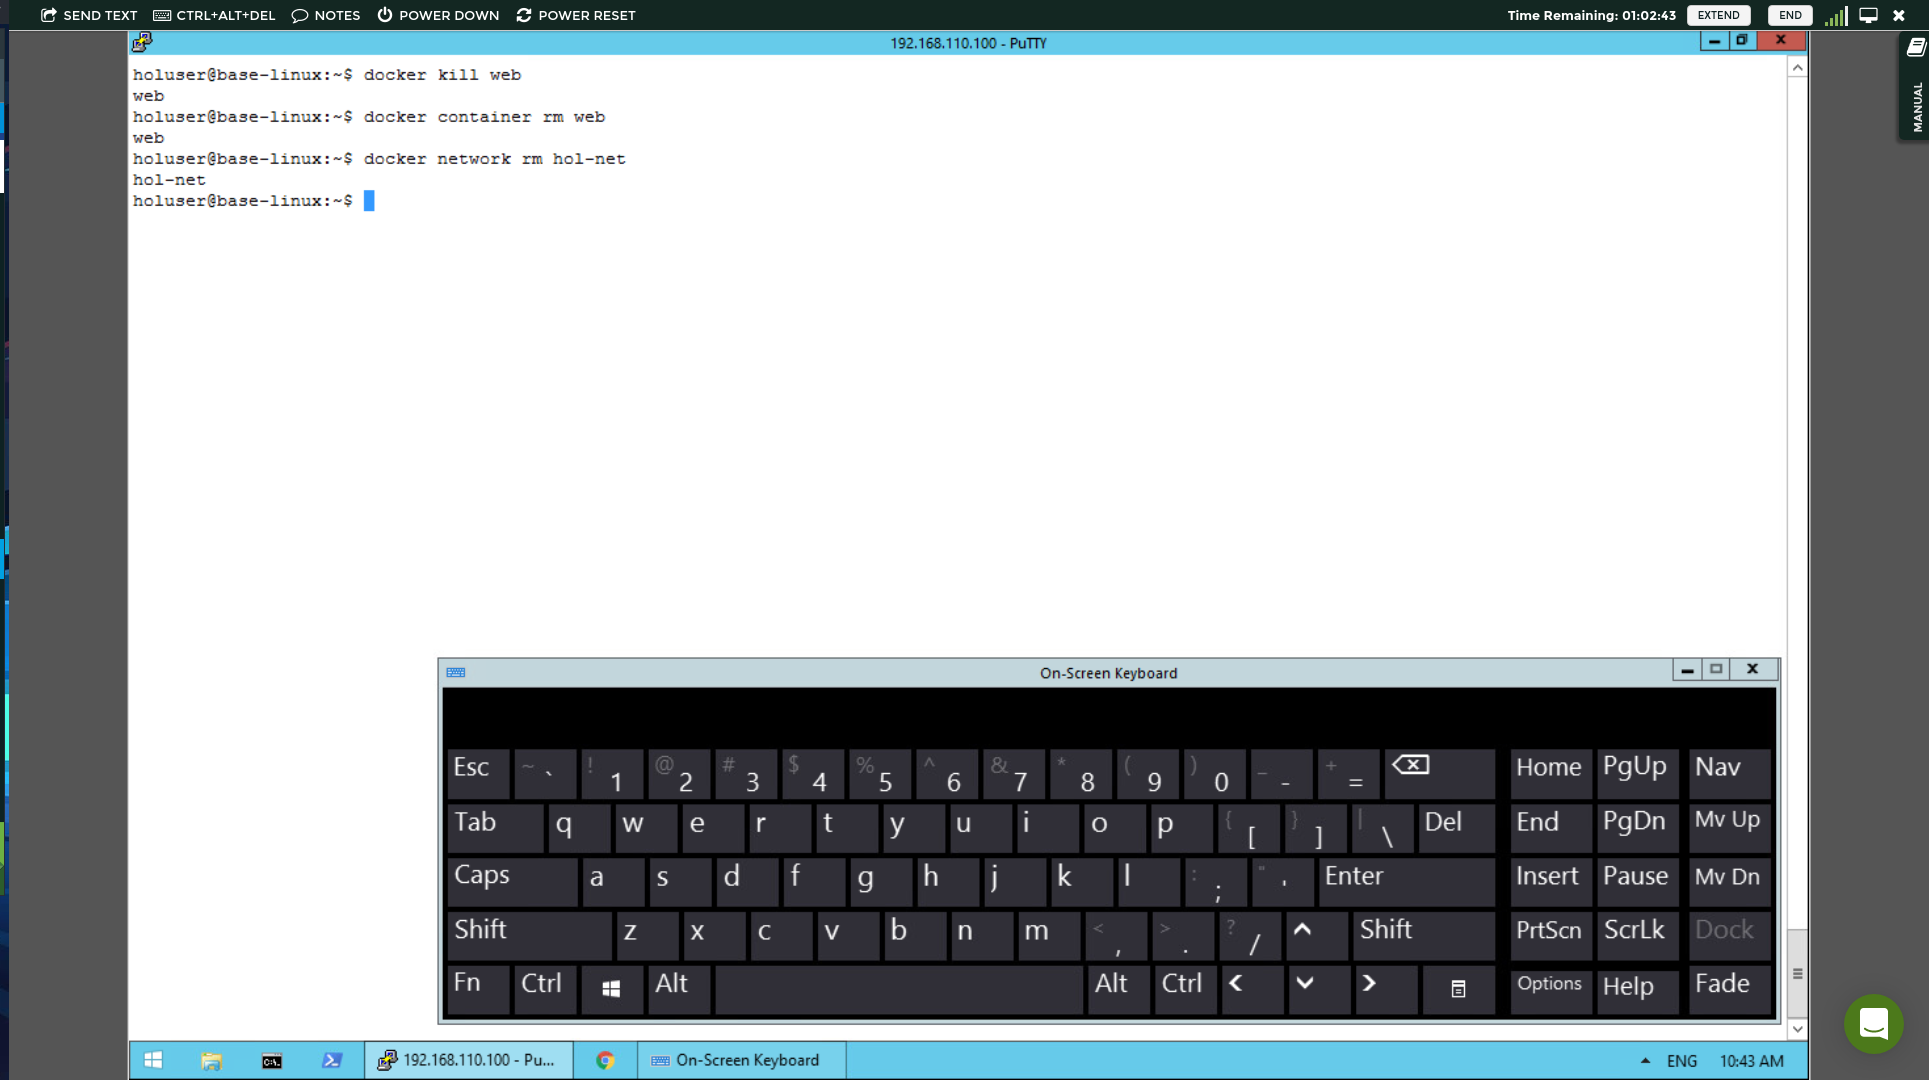 SEND TEXT CTRL+ALT+DEL NOTES POWER DOWN POWER RESET Time Remaining: 01:02:43 EXTEND END
192.168.110.100 - PuTTY
MANUAL
holuser@base-linux:~$ docker kill web
web
holuser@base-linux:~$ docker container rm web
web
holuser@base-linux:~$ docker network rm hol-net
hol-net
holuser@base-linux:~$
On-Screen Keyboard
Esc ~ ` ! 1 @ 2 # 3 $ 4 % 5 ^ 6 & 7 * 8 ( 9 ) 0 _ - + = Home PgUp Nav
Tab q w e r t y u i o p { [ } ] | \ Del End PgDn Mv Up
Caps a s d f g h j k l : ; " ' Enter Insert Pause Mv Dn
Shift z x c v b n m < , > . ? / Shift PrtScn ScrLk Dock
Fn Ctrl Alt Alt Ctrl Options Help Fade
192.168.110.100 - Pu... On-Screen Keyboard ENG 10:43 AM